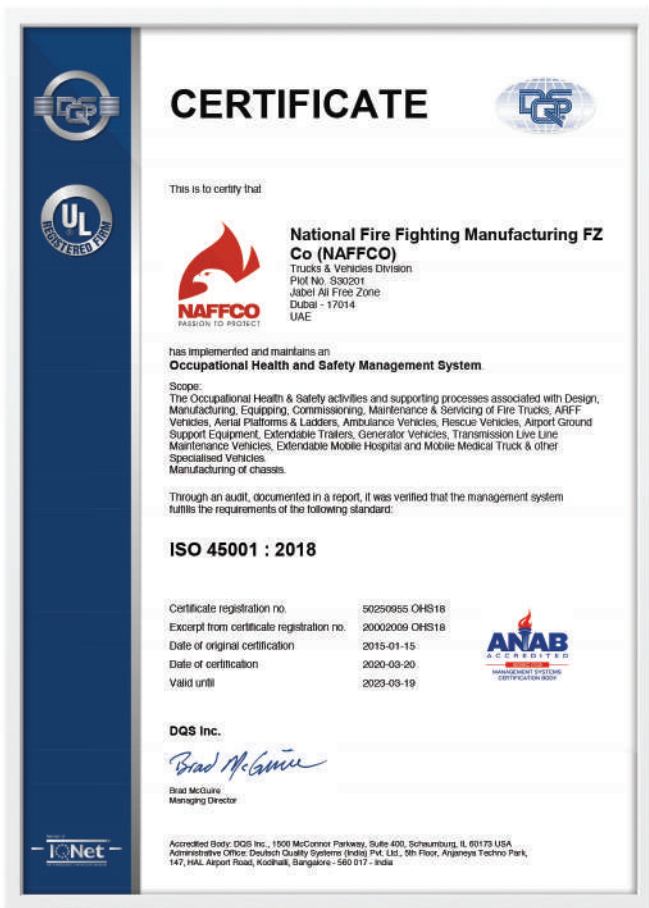 CERTIFICATE
DQS
DQS
UL
REGISTERED FIRM
This is to certify that
NAFFCO
PASSION TO PROTECT
National Fire Fighting Manufacturing FZ
Co (NAFFCO)
Trucks & Vehicles Division
Plot No. S30201
Jabel Ali Free Zone
Dubai - 17014
UAE
has implemented and maintains an
Occupational Health and Safety Management System
Scope:
The Occupational Health & Safety activities and supporting processes associated with Design,
Manufacturing, Equipping, Commissioning, Maintenance & Servicing of Fire Trucks, ARFF
Vehicles, Aerial Platforms & Ladders, Ambulance Vehicles, Rescue Vehicles, Airport Ground
Support Equipment, Extendable Trailers, Generator Vehicles, Transmission Live Line
Maintenance Vehicles, Extendable Mobile Hospital and Mobile Medical Truck & other
Specialised Vehicles.
Manufacturing of chassis.
Through an audit, documented in a report, it was verified that the management system
fulfills the requirements of the following standard:
ISO 45001 : 2018
Certificate registration no. 50250955 OHS18
Excerpt from certificate registration no. 20002009 OHS18
Date of original certification 2015-01-15
Date of certification 2020-03-20
Valid until 2023-03-19
ANAB
ACCREDITED
MANAGEMENT SYSTEMS
CERTIFICATION BODY
DQS Inc.
Brad McGuire
Brad McGuire
Managing Director
IQNet
Accredited Body: DQS Inc., 1500 McConnor Parkway, Suite 400, Schaumburg, IL 60173 USA
Administrative Office: Deutsch Quality Systems (India) Pvt. Ltd., 5th Floor, Anjaneya Techno Park,
147, HAL Airport Road, Kodihalli, Bangalore - 560 017 - India